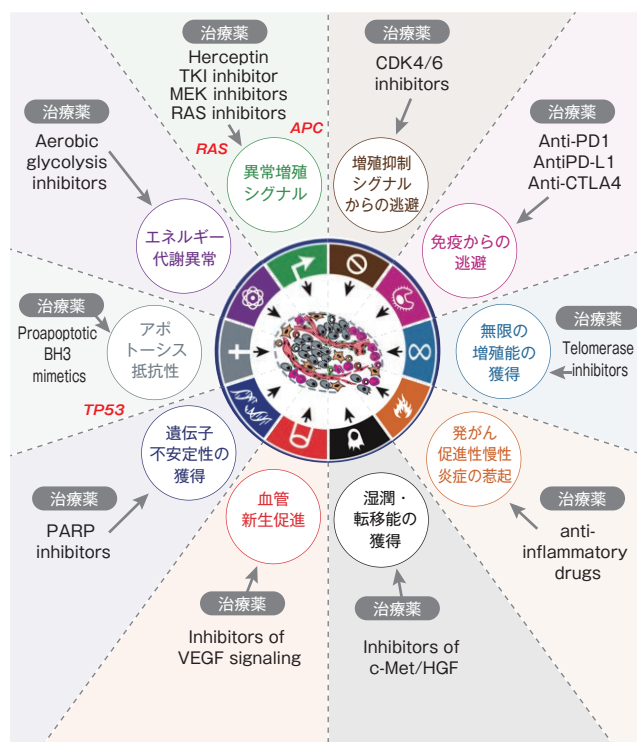 治療薬
Herceptin
TKI inhibitor
MEK inhibitors
RAS inhibitors
RAS
APC
異常増殖
シグナル
治療薬
CDK4/6
inhibitors
増殖抑制
シグナル
からの逃避
治療薬
Anti-PD1
AntiPD-L1
Anti-CTLA4
免疫からの
逃避
治療薬
Telomerase
inhibitors
無限の
増殖能の
獲得
発がん
促進性慢性
炎症の惹起
治療薬
anti-
inflammatory
drugs
湿潤・
転移能の
獲得
治療薬
Inhibitors of
c-Met/HGF
血管
新生促進
治療薬
Inhibitors of
VEGF signaling
遺伝子
不安定性の
獲得
治療薬
PARP
inhibitors
TP53
治療薬
Proapoptotic
BH3
mimetics
アポ
トーシス
抵抗性
治療薬
Aerobic
glycolysis
inhibitors
エネルギー
代謝異常